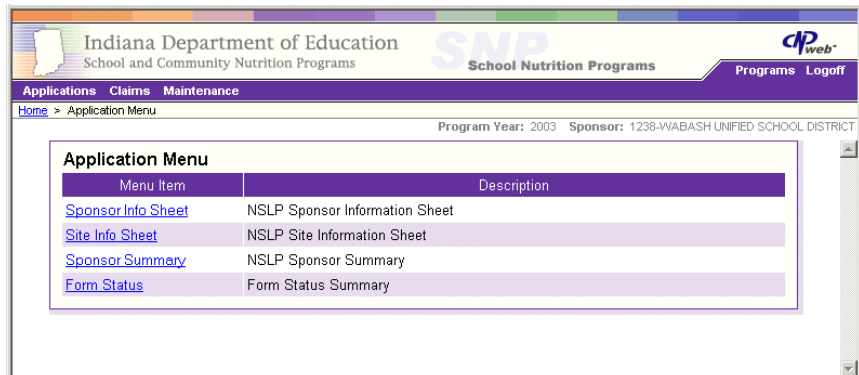 Indiana Department of Education
School and Community Nutrition Programs
SNP
School Nutrition Programs
CNPweb
Programs Logoff
Applications Claims Maintenance
Home > Application Menu
Program Year: 2003 Sponsor: 1238-WABASH UNIFIED SCHOOL DISTRICT
Application Menu
Menu Item Description
Sponsor Info Sheet NSLP Sponsor Information Sheet
Site Info Sheet NSLP Site Information Sheet
Sponsor Summary NSLP Sponsor Summary
Form Status Form Status Summary